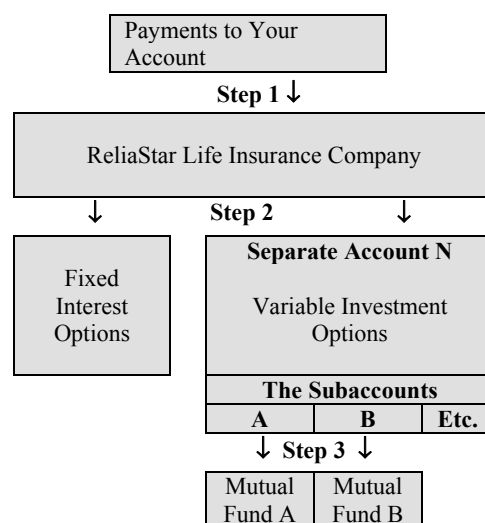 Payments to Your
Account
Step 1 ↓
ReliaStar Life Insurance Company
↓ Step 2 ↓
Fixed
Interest
Options
Separate Account N
Variable Investment
Options
The Subaccounts
A B Etc.
↓ Step 3 ↓
Mutual
Fund A
Mutual
Fund B